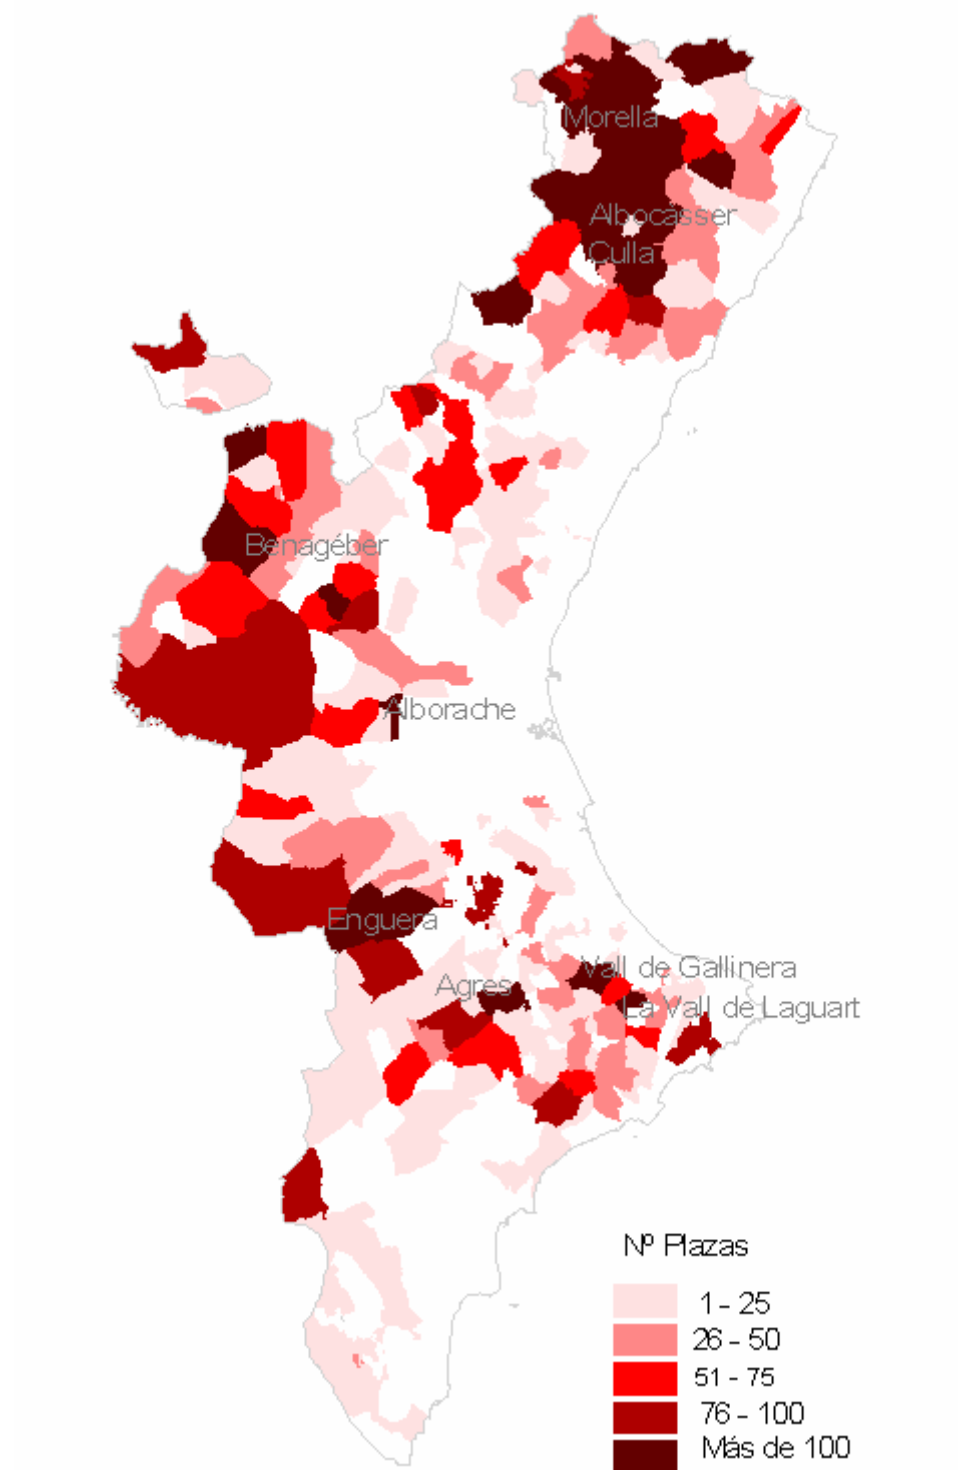 Morella
Albocàsser
Culla
Benagéber
Alborache
Enguera
Vall de Gallinera
Agres
La Vall de Laguart
Nº Plazas
1 - 25
26 - 50
51 - 75
76 - 100
Más de 100